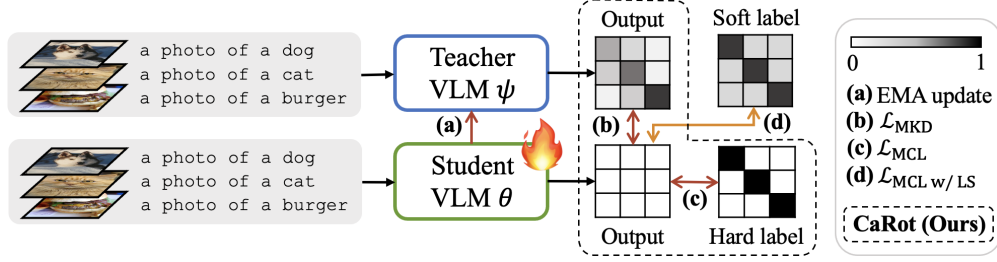 a photo of a dog
a photo of a cat
a photo of a burger
Teacher
VLM ψ
(a)
a photo of a dog
a photo of a cat
a photo of a burger
Student
VLM θ
Output
Soft label
(b)
(d)
(c)
Output
Hard label
0 1
(a) EMA update
(b) ℒMKD
(c) ℒMCL
(d) ℒMCL w/ LS
CaRot (Ours)